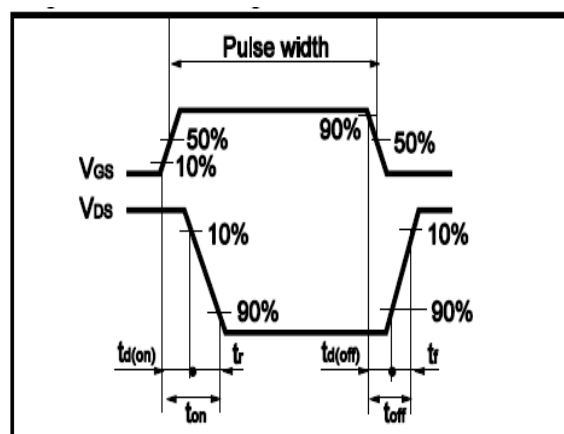 Pulse width
90%
50%
50%
10%
VGS
VDS
10%
10%
90%
90%
td(on)
tr
td(off)
tf
ton
toff